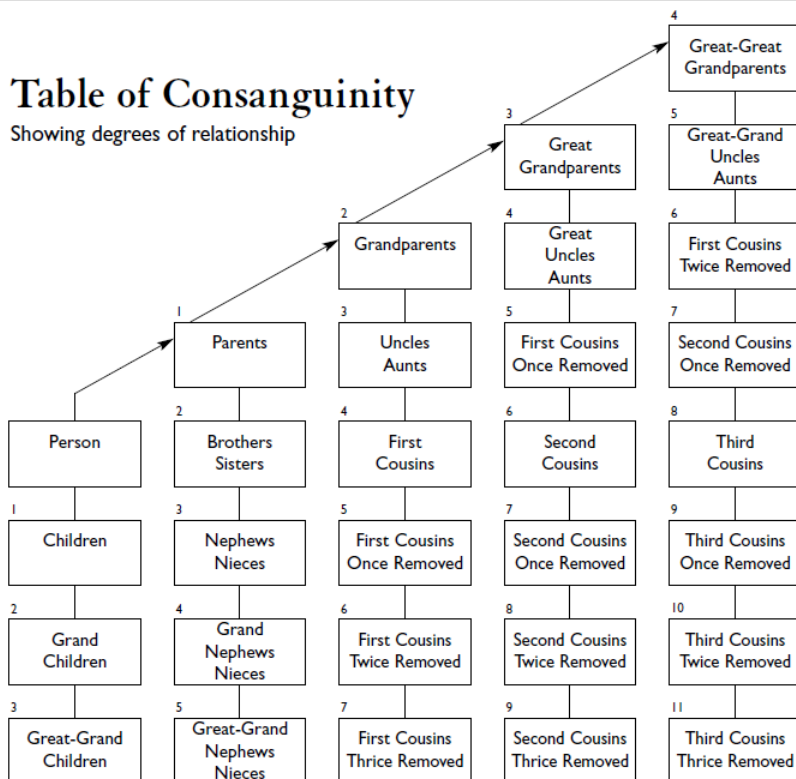 Table of Consanguinity
Showing degrees of relationship
Person
1
Children
2
Grand
Children
3
Great-Grand
Children
1
Parents
2
Brothers
Sisters
3
Nephews
Nieces
4
Grand
Nephews
Nieces
5
Great-Grand
Nephews
Nieces
2
Grandparents
3
Uncles
Aunts
4
First
Cousins
5
First Cousins
Once Removed
6
First Cousins
Twice Removed
7
First Cousins
Thrice Removed
3
Great
Grandparents
4
Great
Uncles
Aunts
5
First Cousins
Once Removed
6
Second
Cousins
7
Second Cousins
Once Removed
8
Second Cousins
Twice Removed
9
Second Cousins
Thrice Removed
4
Great-Great
Grandparents
5
Great-Grand
Uncles
Aunts
6
First Cousins
Twice Removed
7
Second Cousins
Once Removed
8
Third
Cousins
9
Third Cousins
Once Removed
10
Third Cousins
Twice Removed
11
Third Cousins
Thrice Removed